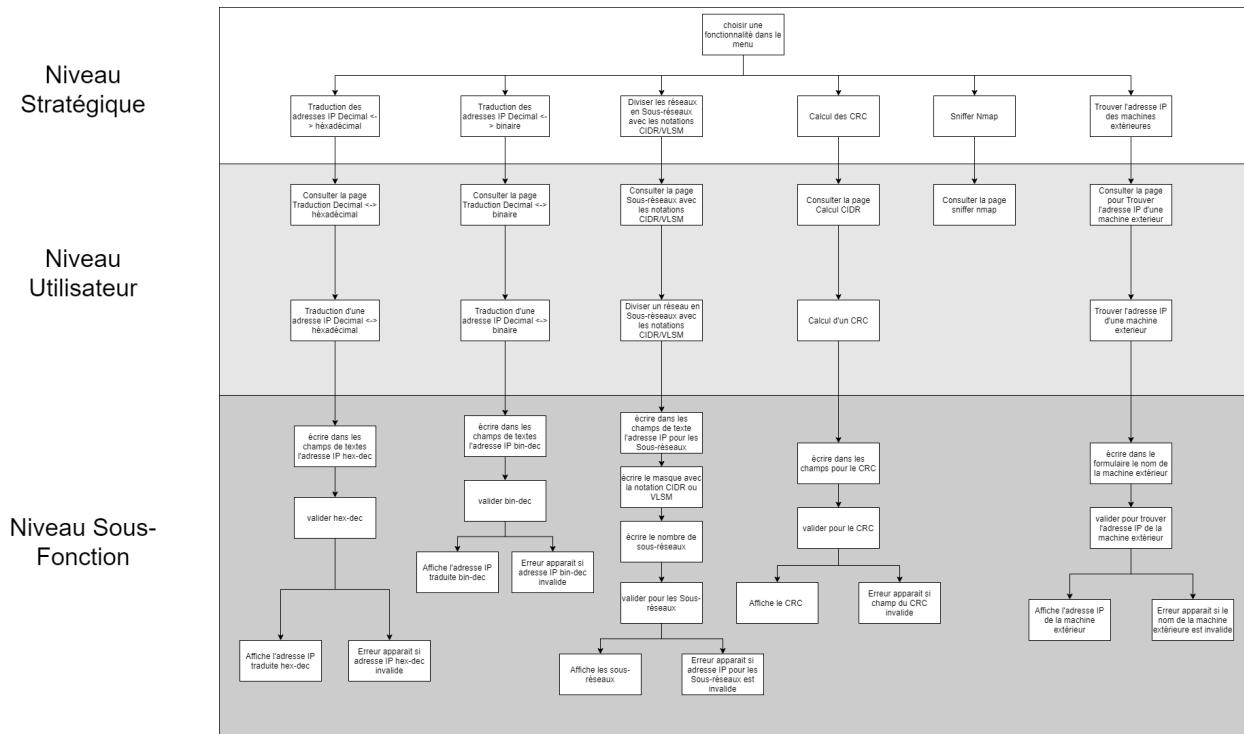 choisir une
fonctionnalité dans le
menu
Niveau
Stratégique
Traduction des
adresses IP Decimal <-
> héxadécimal
Traduction des
adresses IP Decimal <-
> binaire
Diviser les réseaux
en Sous-réseaux
avec les notations
CIDR/VLSM
Calcul des CRC
Sniffer Nmap
Trouver l'adresse IP
des machines
extérieures
Niveau
Utilisateur
Consulter la page
Traduction Decimal <->
héxadécimal
Consulter la page
Traduction Decimal <->
binaire
Consulter la page
Sous-réseaux avec
les notations
CIDR/VLSM
Consulter la page
Calcul CIDR
Consulter la page
sniffer nmap
Consulter la page
pour Trouver
l'adresse IP d'une
machine exterieur
Traduction d'une
adresse IP Decimal <->
héxadécimal
Traduction d'une
adresse IP Decimal <->
binaire
Diviser un réseau en
Sous-réseaux avec
les notations
CIDR/VLSM
Calcul d'un CRC
Trouver l'adresse IP
d'une machine
exterieur
Niveau Sous-
Fonction
écrire dans les
champs de textes
l'adresse IP hex-dec
écrire dans les
champs de textes
l'adresse IP bin-dec
écrire dans les
champs de texte
l'adresse IP pour les
Sous-réseaux
écrire dans les
champs pour le CRC
écrire dans le
formulaire le nom de
la machine extérieur
valider hex-dec
valider bin-dec
écrire le masque avec
la notation CIDR ou
VLSM
valider pour le CRC
valider pour trouver
l'adresse IP de la
machine extérieur
écrire le nombre de
sous-réseaux
Affiche l'adresse IP
traduite bin-dec
Erreur apparait si
adresse IP bin-dec
invalide
valider pour les Sous-
réseaux
Affiche le CRC
Erreur apparait si
champ du CRC
invalide
Affiche l'adresse IP
de la machine
extérieur
Erreur apparait si le
nom de la machine
extérieure est invalide
Affiche l'adresse IP
traduite hex-dec
Erreur apparait si
adresse IP hex-dec
invalide
Affiche les sous-
réseaux
Erreur apparait si
adresse IP pour les
Sous-réseaux est
invalide